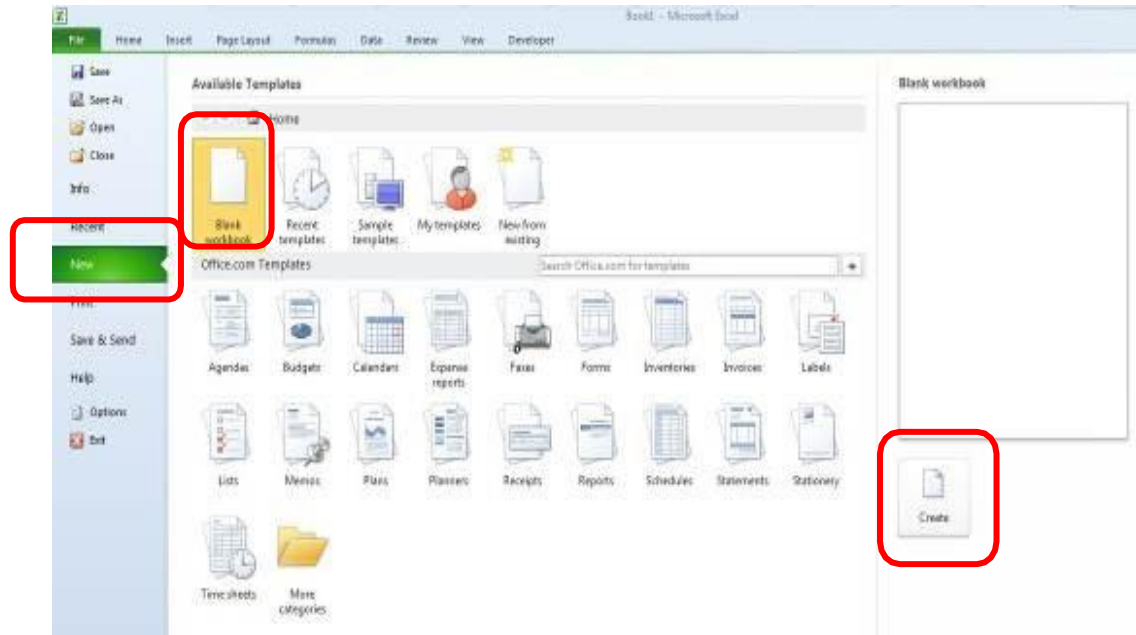 Book1 - Microsoft Excel
File Home Insert Page Layout Formulas Data Review View Developer
Save
Save As
Open
Close
Info
Recent
New
Print
Save & Send
Help
Options
Exit
Available Templates
Home
Blank workbook
Recent templates
Sample templates
My templates
New from existing
Office.com Templates
Search Office.com for templates
Agendas
Budgets
Calendars
Expense reports
Faxes
Forms
Inventories
Invoices
Labels
Lists
Memos
Plans
Planners
Receipts
Reports
Schedules
Statements
Stationery
Time sheets
More categories
Blank workbook
Create